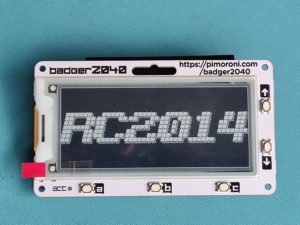 badger2040
https://pimoroni.com
/badger2040
RC2014
act
a
b
c